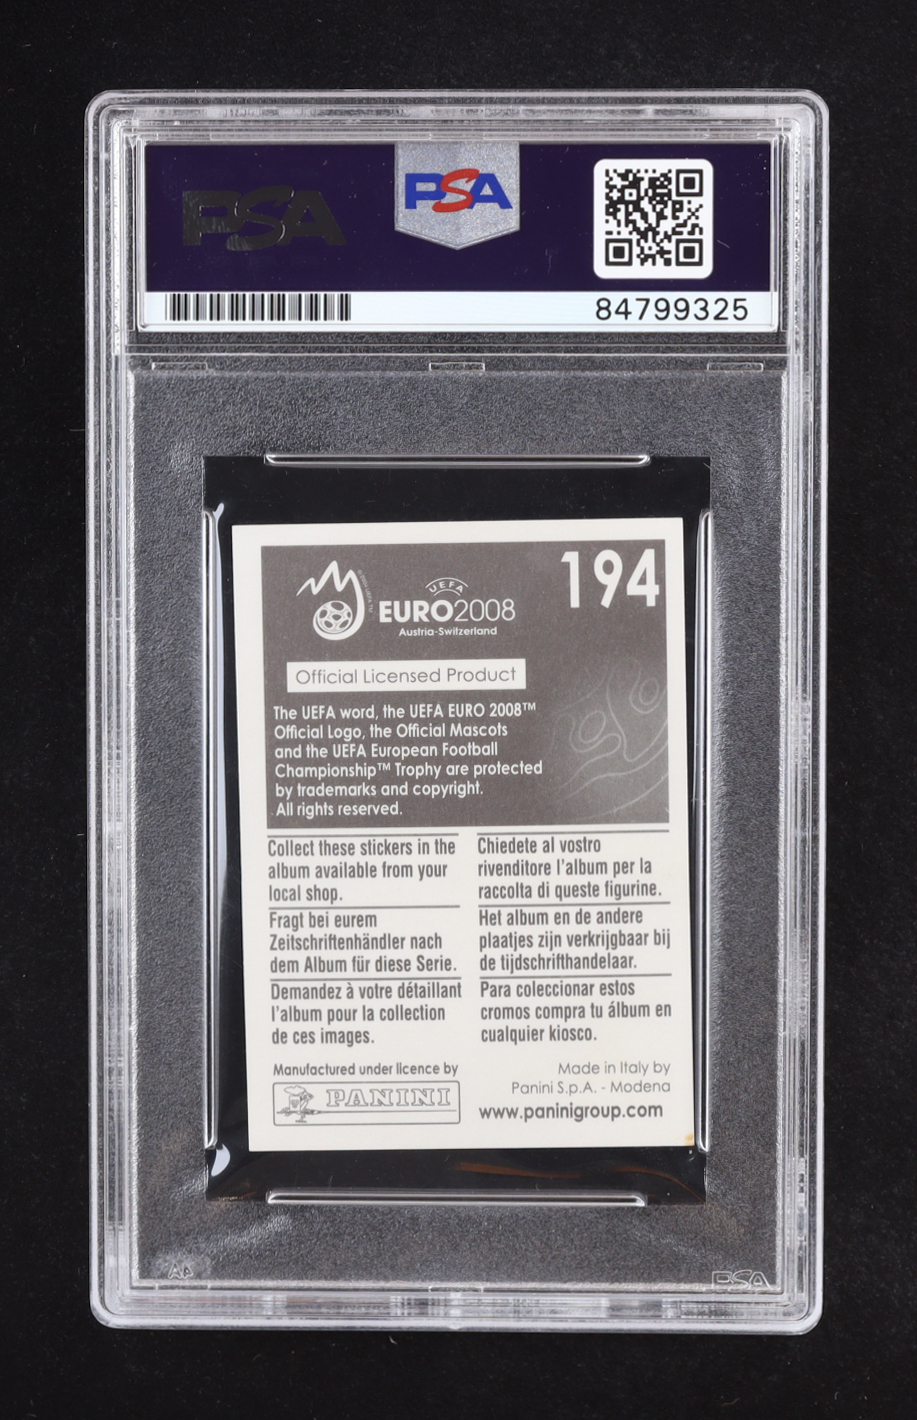 PSA
PSA
84799325
194
UEFA
EURO2008
Austria-Switzerland
Official Licensed Product
The UEFA word, the UEFA EURO 2008™
Official Logo, the Official Mascots
and the UEFA European Football
Championship™ Trophy are protected
by trademarks and copyright.
All rights reserved.
Collect these stickers in the
album available from your
local shop.
Chiedete al vostro
rivenditore l'album per la
raccolta di queste figurine.
Fragt bei eurem
Zeitschriftenhändler nach
dem Album für diese Serie.
Het album en de andere
plaatjes zijn verkrijgbaar bij
de tijdschrifthandelaar.
Demandez à votre détaillant
l'album pour la collection
de ces images.
Para coleccionar estos
cromos compra tu álbum en
cualquier kiosco.
Manufactured under licence by
PANINI
Made in Italy by
Panini S.p.A. - Modena
www.paninigroup.com
AA
PSA